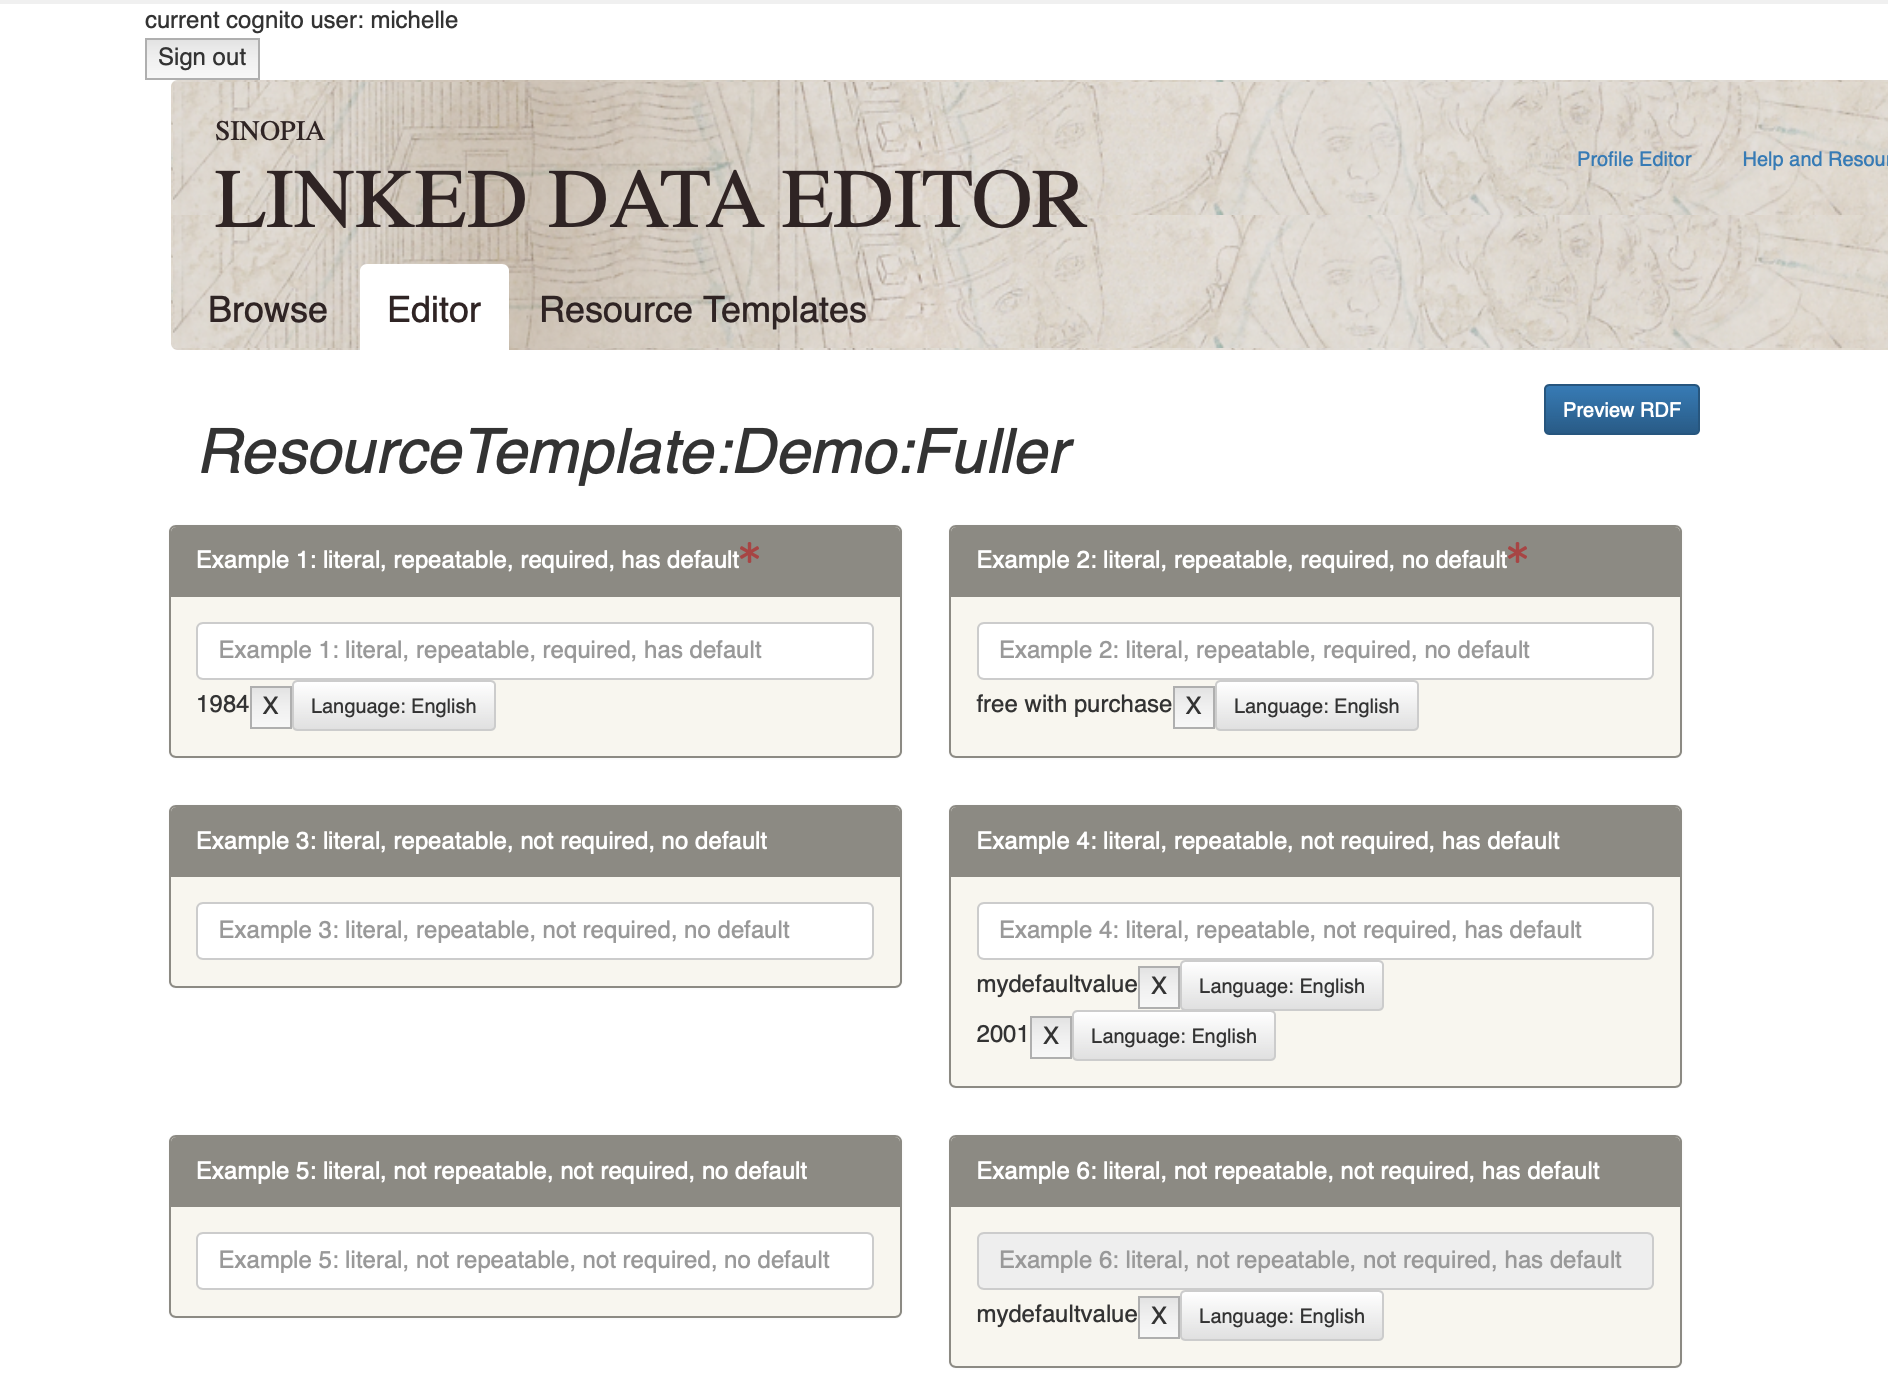 current cognito user: michelle
Sign out
SINOPIA
LINKED DATA EDITOR
Profile Editor
Help and Resour
Browse
Editor
Resource Templates
Preview RDF
ResourceTemplate:Demo:Fuller
Example 1: literal, repeatable, required, has default*
Example 1: literal, repeatable, required, has default
1984 X Language: English
Example 2: literal, repeatable, required, no default*
Example 2: literal, repeatable, required, no default
free with purchase X Language: English
Example 3: literal, repeatable, not required, no default
Example 3: literal, repeatable, not required, no default
Example 4: literal, repeatable, not required, has default
Example 4: literal, repeatable, not required, has default
mydefaultvalue X Language: English
2001 X Language: English
Example 5: literal, not repeatable, not required, no default
Example 5: literal, not repeatable, not required, no default
Example 6: literal, not repeatable, not required, has default
Example 6: literal, not repeatable, not required, has default
mydefaultvalue X Language: English